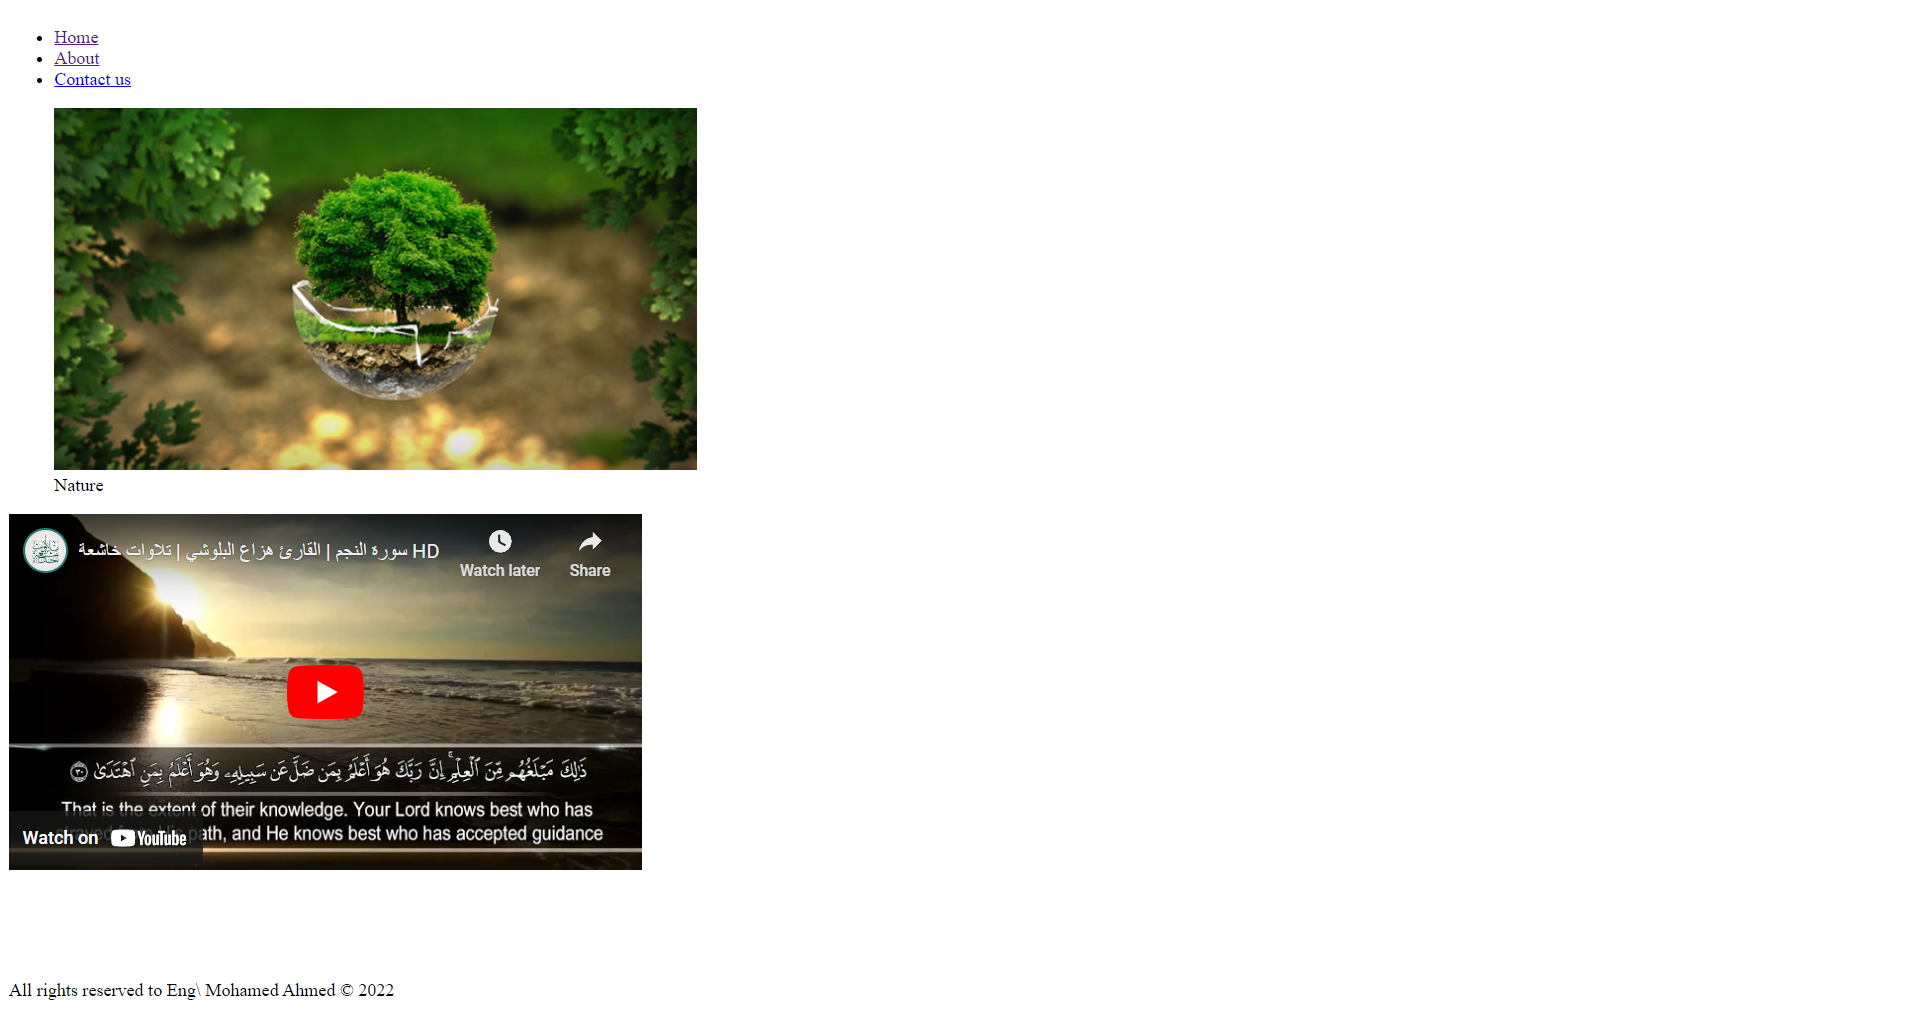 Home
About
Contact us
Nature
سورة النجم | القارئ هزاع البلوشي | تلاوات خاشعة HD
Watch later
Share
ذَٰلِكَ مَبْلَغُهُم مِّنَ ٱلْعِلْمِ ۚ إِنَّ رَبَّكَ هُوَ أَعْلَمُ بِمَن ضَلَّ عَن سَبِيلِهِۦ وَهُوَ أَعْلَمُ بِمَنِ ٱهْتَدَىٰ ٣٠
That is the extent of their knowledge. Your Lord knows best who has
path, and He knows best who has accepted guidance
Watch on YouTube
All rights reserved to Eng\ Mohamed Ahmed © 2022